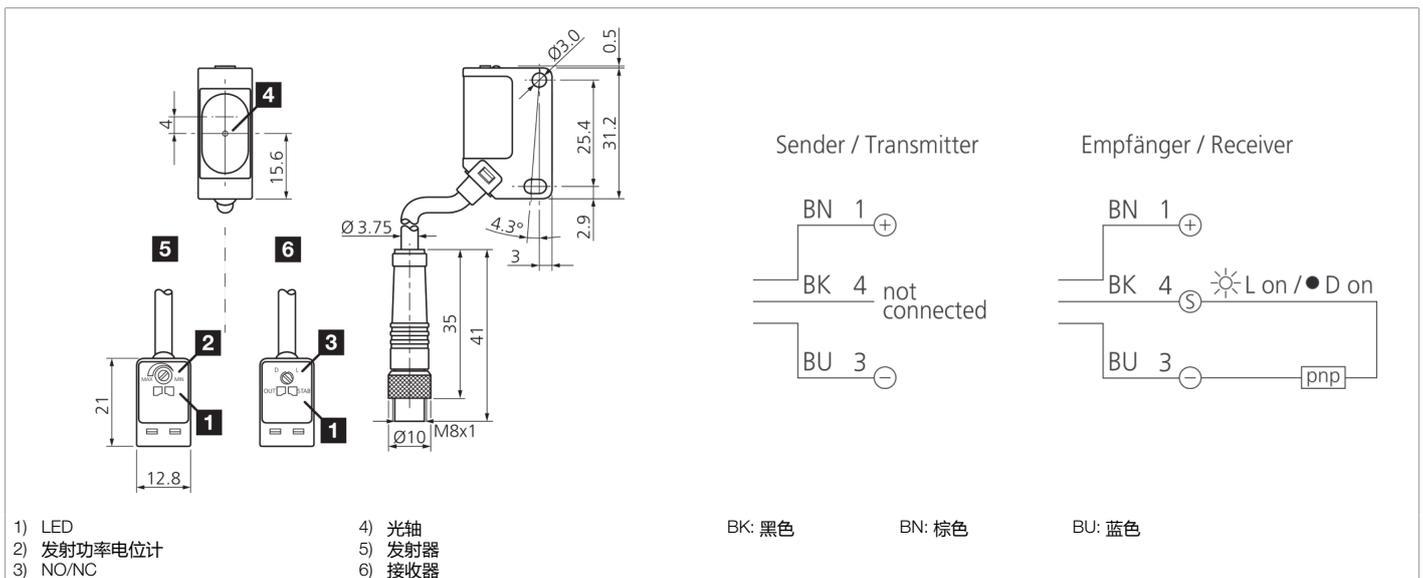 Ø3.0
0.5
4
4
15.6
25.4
31.2
Ø 3.75
4.3°
2.9
3
5
6
35
41
2
3
MAX
MIN
D
L
OUT
STAB
21
1
1
12.8
Ø10
M8x1
Sender / Transmitter
BN 1
+
BK 4
not
connected
BU 3
−
Empfänger / Receiver
BN 1
+
BK 4
S
L on / ● D on
BU 3
−
pnp
1) LED
2) 发射功率电位计
3) NO/NC
4) 光轴
5) 发射器
6) 接收器
BK: 黑色
BN: 棕色
BU: 蓝色